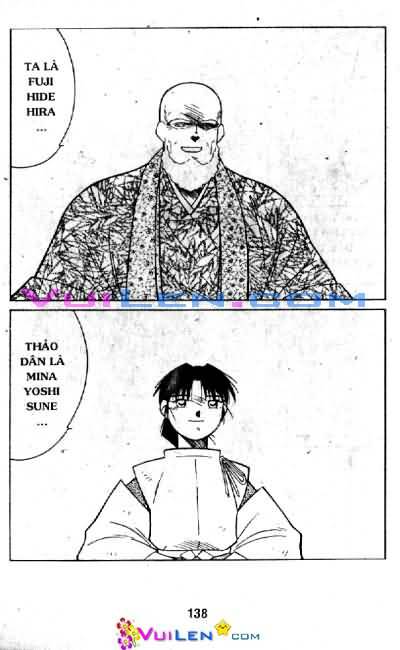 TA LÀ
FUJI
HIDE
HIRA
...
VUILEN.COM
THẢO
DÂN LÀ
MINA
YOSHI
SUNE
...
138
VUILEN.COM